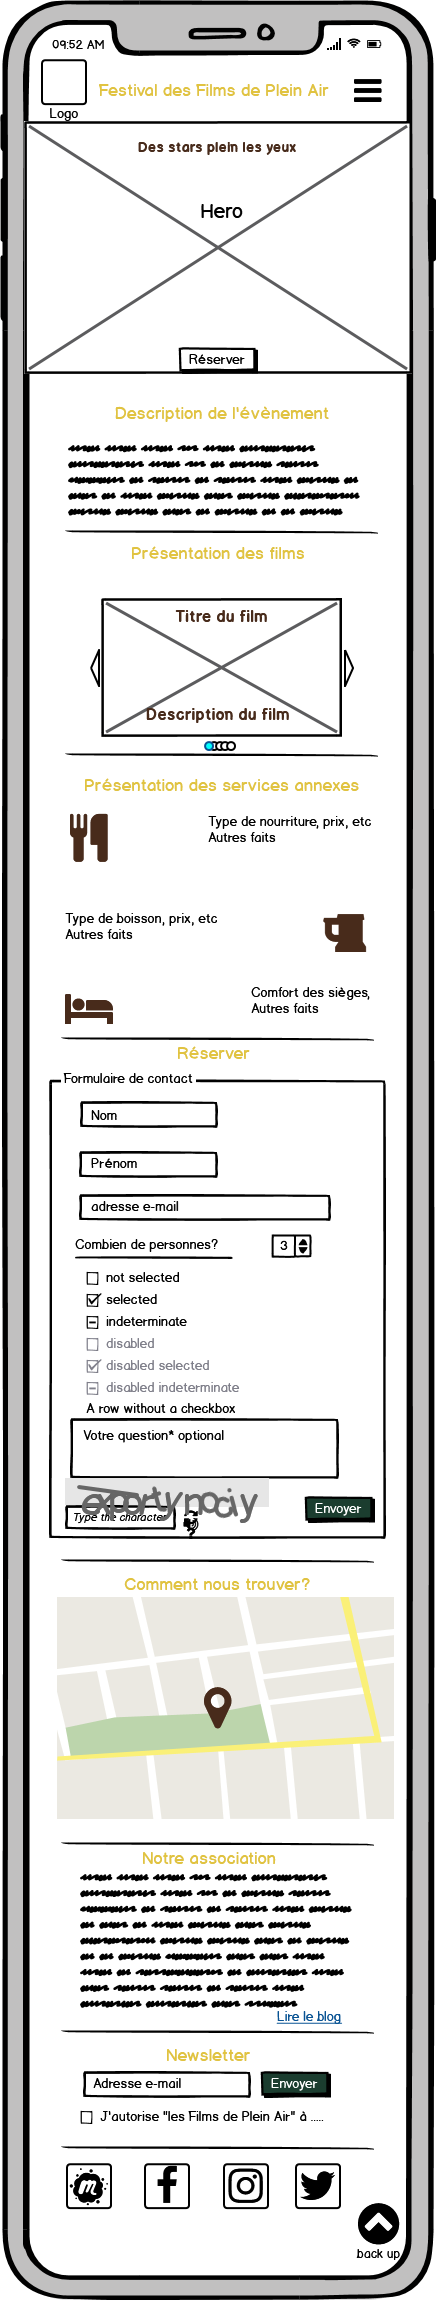 09:52 AM
Festival des Films de Plein Air
Logo
Des stars plein les yeux
Hero
Réserver
Description de l'évènement
Présentation des films
Titre du film
Description du film
Présentation des services annexes
Type de nourriture, prix, etc
Autres faits
Type de boisson, prix, etc
Autres faits
Comfort des sièges,
Autres faits
Réserver
Formulaire de contact
Nom
Prénom
adresse e-mail
Combien de personnes? 3
not selected
selected
indeterminate
disabled
disabled selected
disabled indeterminate
A row without a checkbox
Votre question* optional
Type the character
Envoyer
Comment nous trouver?
Notre association
Lire le blog
Newsletter
Adresse e-mail Envoyer
J'autorise "les Films de Plein Air" à .....
m f
back up